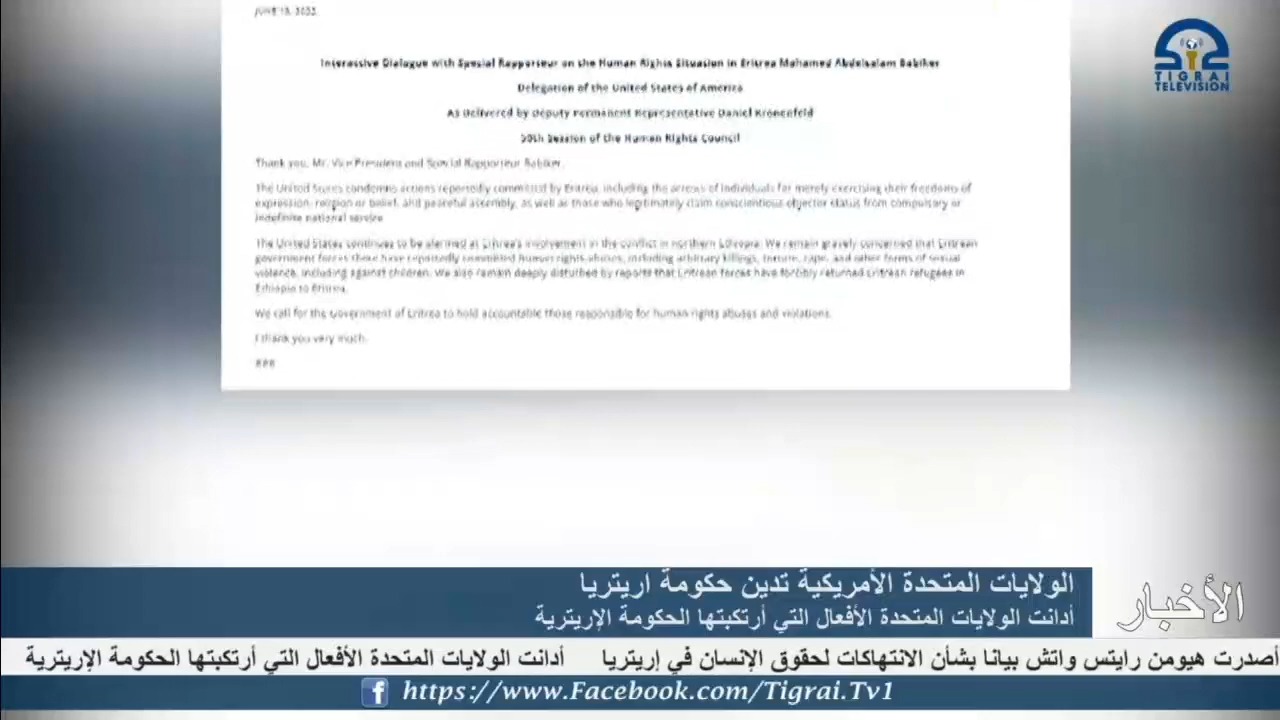 JUNE 13, 2022
Interactive Dialogue with Special Rapporteur on the Human Rights Situation in Eritrea Mohamed Abdelsalam Babiker
Delegation of the United States of America
As Delivered by Deputy Permanent Representative Daniel Kronenfeld
50th Session of the Human Rights Council
Thank you, Mr. Vice President and Special Rapporteur Babiker.
The United States condemns actions reportedly committed by Eritrea, including the arrests of individuals for merely exercising their freedoms of
expression, religion or belief, and peaceful assembly, as well as those who legitimately claim conscientious objector status from compulsory or
indefinite national service.
The United States continues to be alarmed at Eritrea's involvement in the conflict in northern Ethiopia. We remain gravely concerned that Eritrean
government forces there have reportedly committed human rights abuses, including arbitrary killings, torture, rape, and other forms of sexual
violence, including against children. We also remain deeply disturbed by reports that Eritrean forces have forcibly returned Eritrean refugees in
Ethiopia to Eritrea.
We call for the Government of Eritrea to hold accountable those responsible for human rights abuses and violations.
I thank you very much.
###
TIGRAI
TELEVISION
الولايات المتحدة الأمريكية تدين حكومة اريتريا
أدانت الولايات المتحدة الأفعال التي أرتكبتها الحكومة الإريترية
الأخبار
أصدرت هيومن رايتس واتش بيانا بشأن الانتهاكات لحقوق الإنسان في إريتريا أدانت الولايات المتحدة الأفعال التي أرتكبتها الحكومة الإريترية
https://www.Facebook.com/Tigrai.Tv1